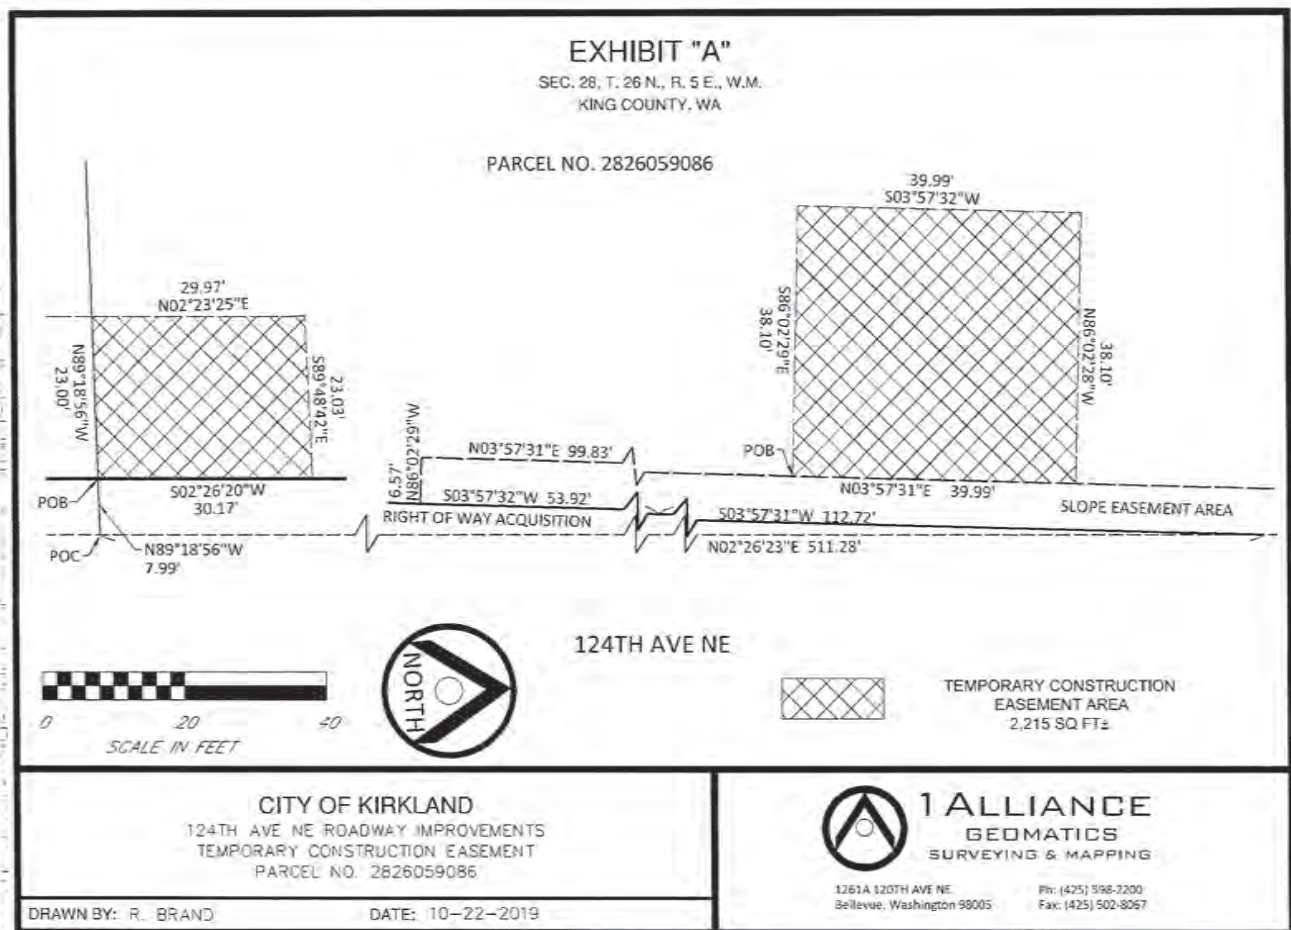 EXHIBIT "A"
SEC. 28, T. 26 N., R. 5 E., W.M.
KING COUNTY, WA
PARCEL NO. 2826059086
39.99'
S03°57'32"W
29.97'
N02°23'25"E
N89°18'56"W
23.00'
23.03'
S89°48'42"E
S86°02'29"E
38.10'
38.10'
N86°02'28"W
N86°02'29"W
N03°57'31"E 99.83'
POB
POB
S02°26'20"W
30.17'
S03°57'32"W 53.92'
N03°57'31"E 39.99'
SLOPE EASEMENT AREA
RIGHT OF WAY ACQUISITION
S03°57'31"W 112.72'
POC
N89°18'56"W
7.99'
N02°26'23"E 511.28'
124TH AVE NE
NORTH
0 20 40
SCALE IN FEET
TEMPORARY CONSTRUCTION
EASEMENT AREA
2,215 SQ FT±
CITY OF KIRKLAND
124TH AVE NE ROADWAY IMPROVEMENTS
TEMPORARY CONSTRUCTION EASEMENT
PARCEL NO. 2826059086
DRAWN BY: R. BRAND DATE: 10-22-2019
1 ALLIANCE
GEOMATICS
SURVEYING & MAPPING
1261A 120TH AVE NE.
Bellevue, Washington 98005
Ph: (425) 598-2200
Fax: (425) 502-8067